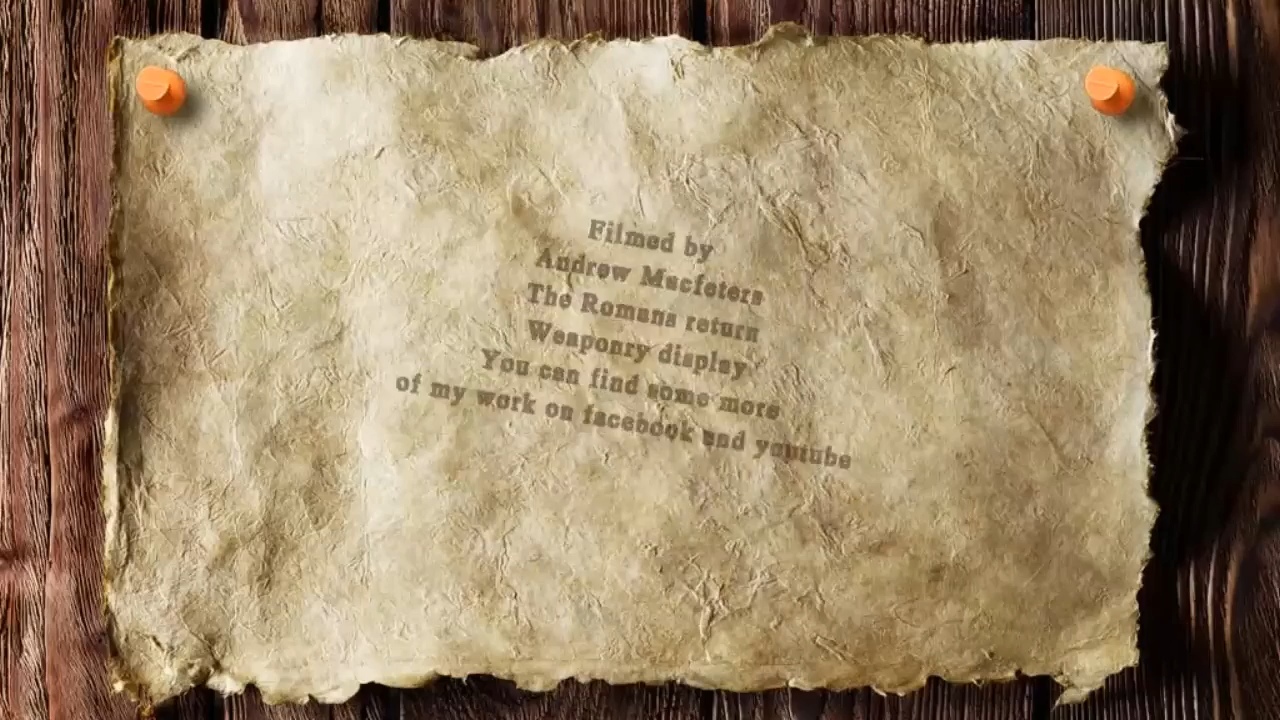 Filmed by
Andrew Macfeters
The Romans return
Weaponry display
You can find some more
of my work on facebook and youtube